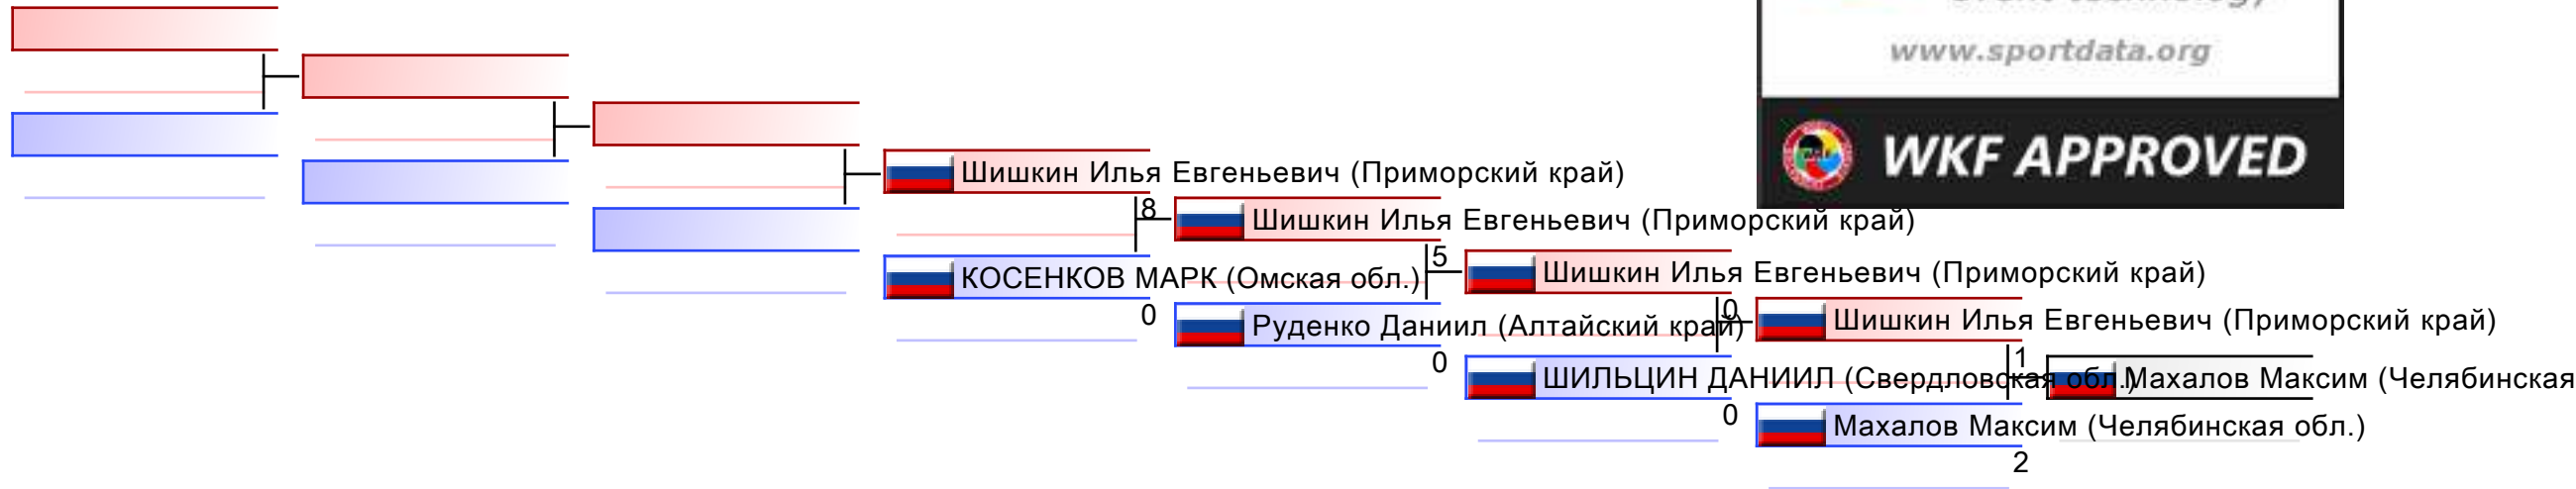 www.sportdata.org
WKF APPROVED
Шишкин Илья Евгеньевич (Приморский край)
8
Шишкин Илья Евгеньевич (Приморский край)
КОСЕНКОВ МАРК (Омская обл.)
0
5
Шишкин Илья Евгеньевич (Приморский край)
Руденко Даниил (Алтайский край)
0
0
Шишкин Илья Евгеньевич (Приморский край)
ШИЛЬЦИН ДАНИИЛ (Свердловская обл.)
0
1
Махалов Максим (Челябинская
Махалов Максим (Челябинская обл.)
2